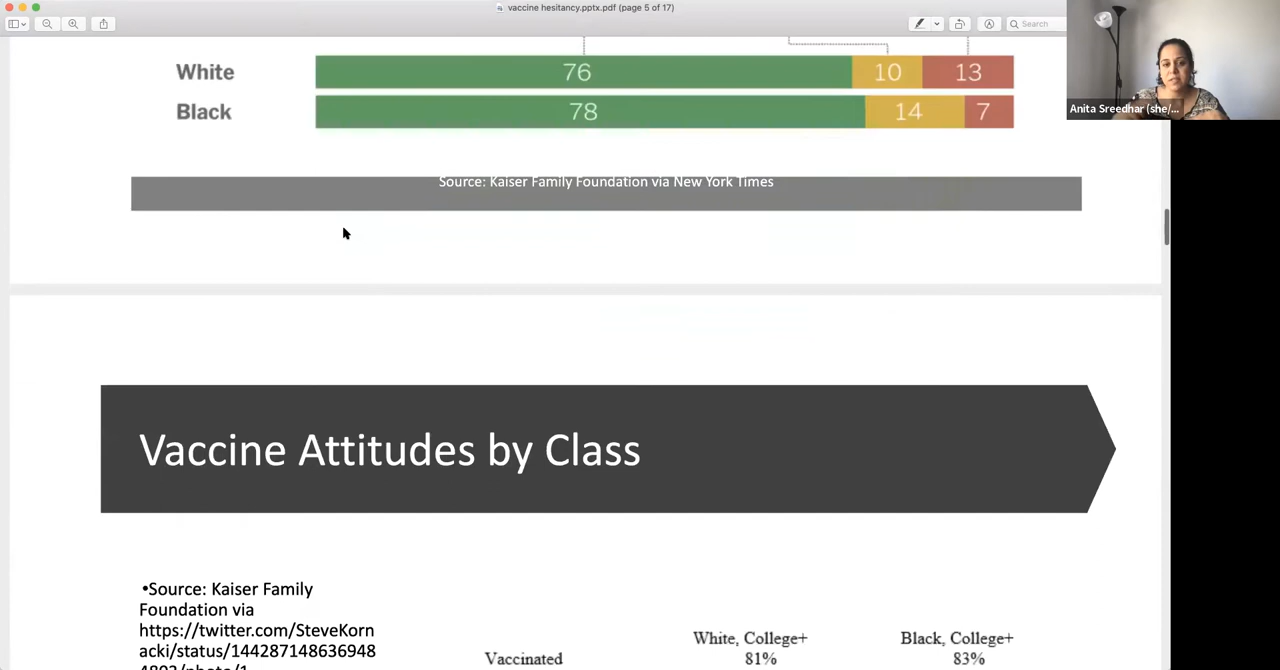 vaccine hesitancy.pptx.pdf (page 5 of 17)
Search
Anita Sreedhar (she/...
White 76 10 13
Black 78 14 7
Source: Kaiser Family Foundation via New York Times
Vaccine Attitudes by Class
•Source: Kaiser Family
Foundation via
https://twitter.com/SteveKorn
acki/status/144287148636948
White, College+ Black, College+
Vaccinated 81% 83%